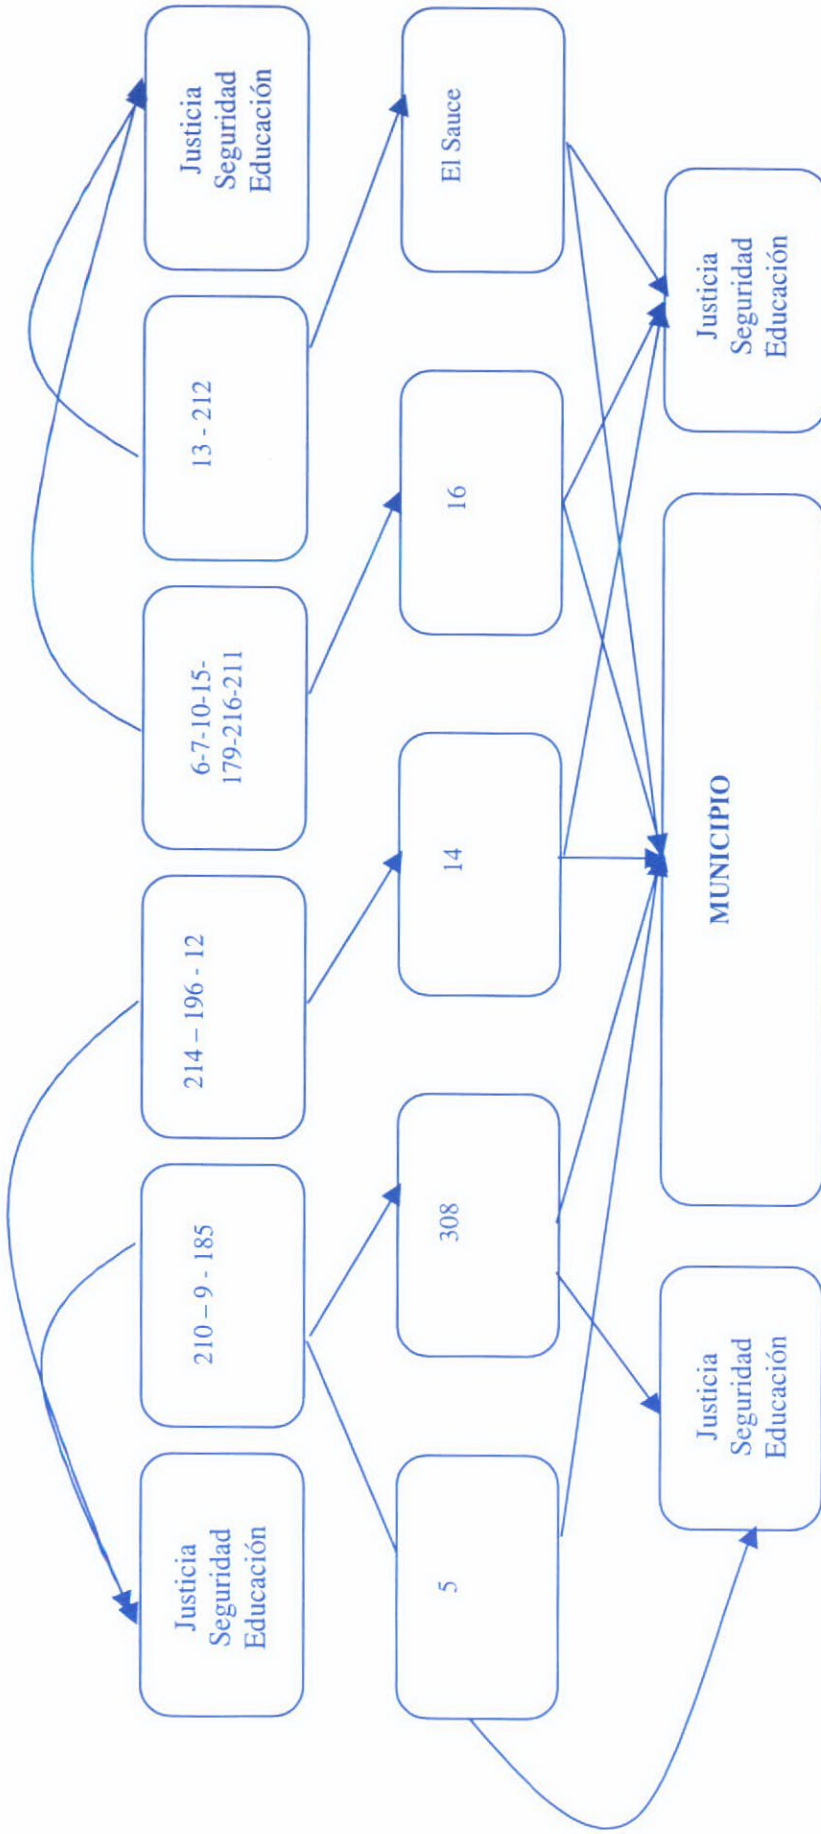 Justicia
Seguridad
Educación
210 – 9 - 185
214 – 196 - 12
6-7-10-15-
179-216-211
13 - 212
Justicia
Seguridad
Educación
5
308
14
16
El Sauce
Justicia
Seguridad
Educación
MUNICIPIO
Justicia
Seguridad
Educación